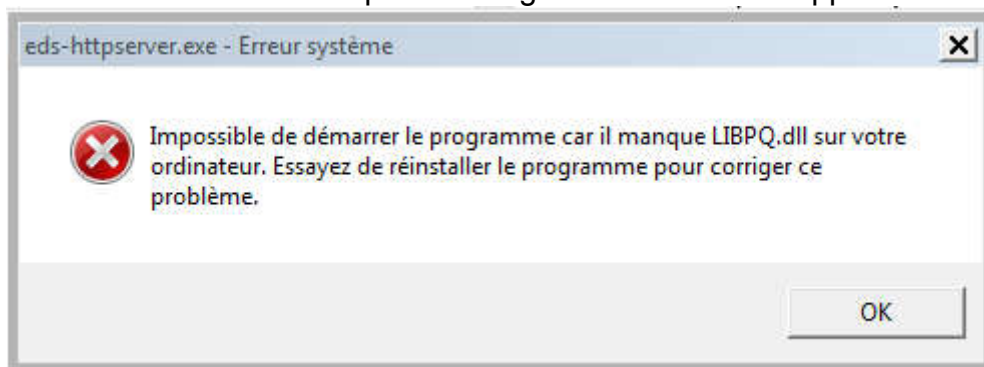 eds-httpserver.exe - Erreur système
Impossible de démarrer le programme car il manque LIBPQ.dll sur votre
ordinateur. Essayez de réinstaller le programme pour corriger ce
problème.
OK